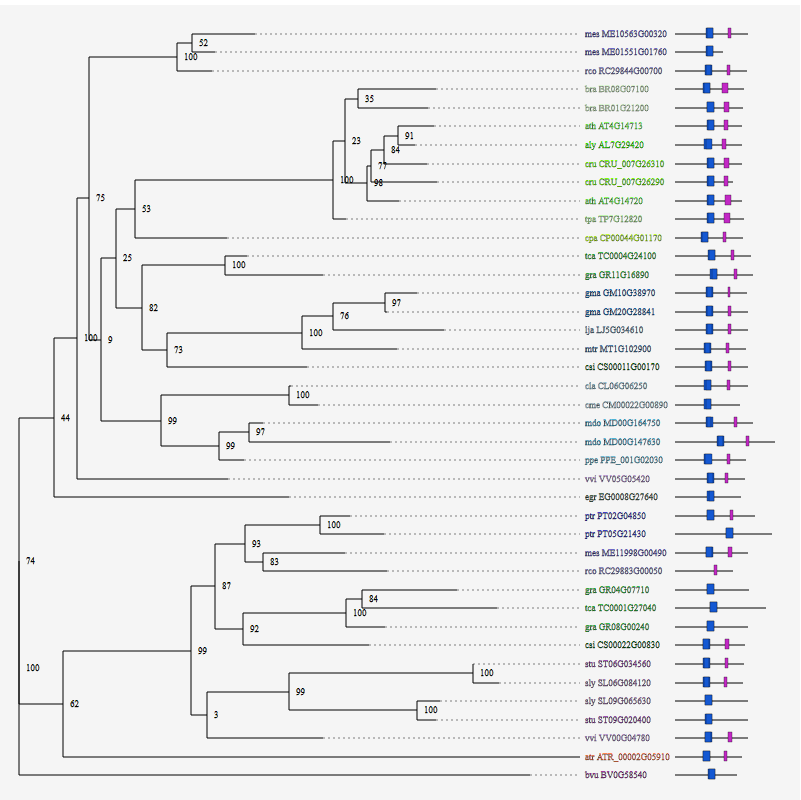 mes ME10563G00320
52
mes ME01551G01760
100
rco RC29844G00700
bra BR08G07100
35
bra BR01G21200
ath AT4G14713
91
23
aly AL7G29420
84
cru CRU_007G26310
77
100
98
cru CRU_007G26290
75
ath AT4G14720
53
tpa TP7G12820
cpa CP00044G01170
25
tca TC0004G24100
100
gra GR11G16890
gma GM10G38970
97
82
gma GM20G28841
76
lja LJ5G034610
100
100
9
mtr MT1G102900
73
csi CS00011G00170
cla CL06G06250
100
cme CM00022G00890
44
99
mdo MD00G164750
97
mdo MD00G147630
99
ppe PPE_001G02030
vvi VV05G05420
egr EG0008G27640
ptr PT02G04850
100
ptr PT05G21430
93
mes ME11998G00490
74
83
rco RC29883G00050
87
gra GR04G07710
84
tca TC0001G27040
100
gra GR08G00240
92
csi CS00022G00830
99
100
stu ST06G034560
100
sly SL06G084120
99
62
sly SL09G065630
100
3
stu ST09G020400
vvi VV00G04780
atr ATR_00002G05910
bvu BV0G58540